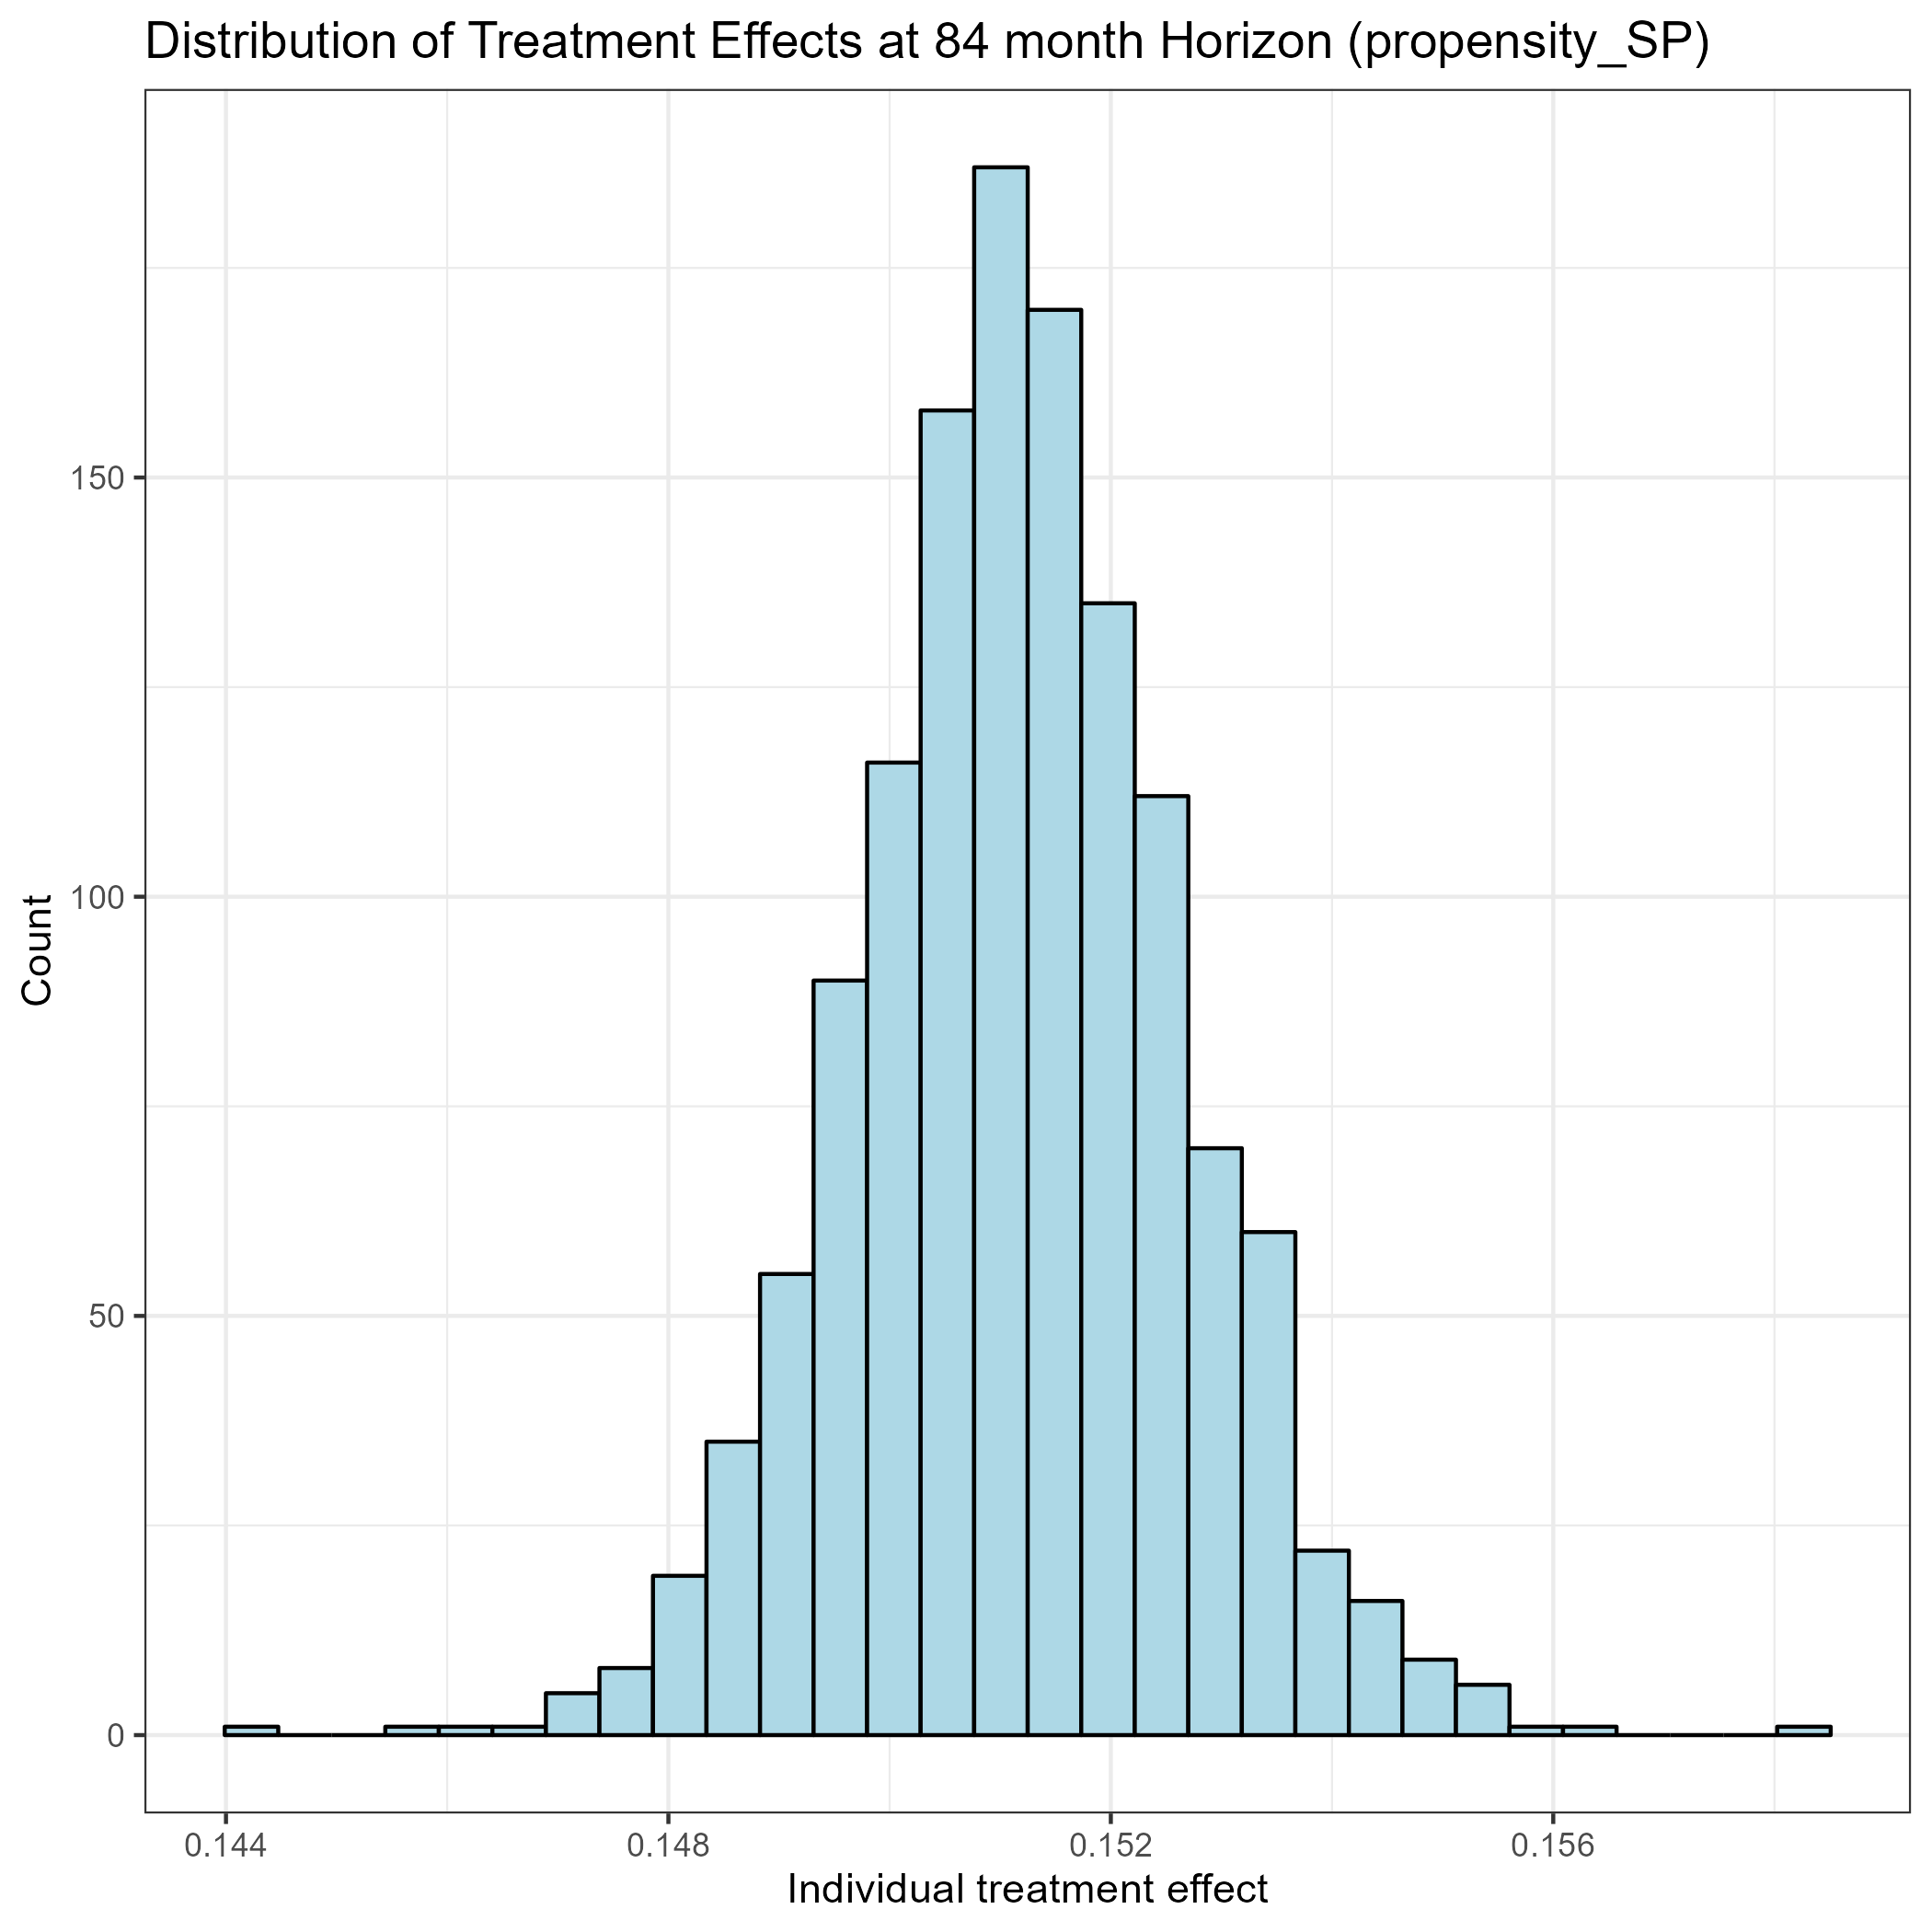 Distribution of Treatment Effects at 84 month Horizon (propensity_SP)
150
100
50
0
Count
0.144 0.148 0.152 0.156
Individual treatment effect